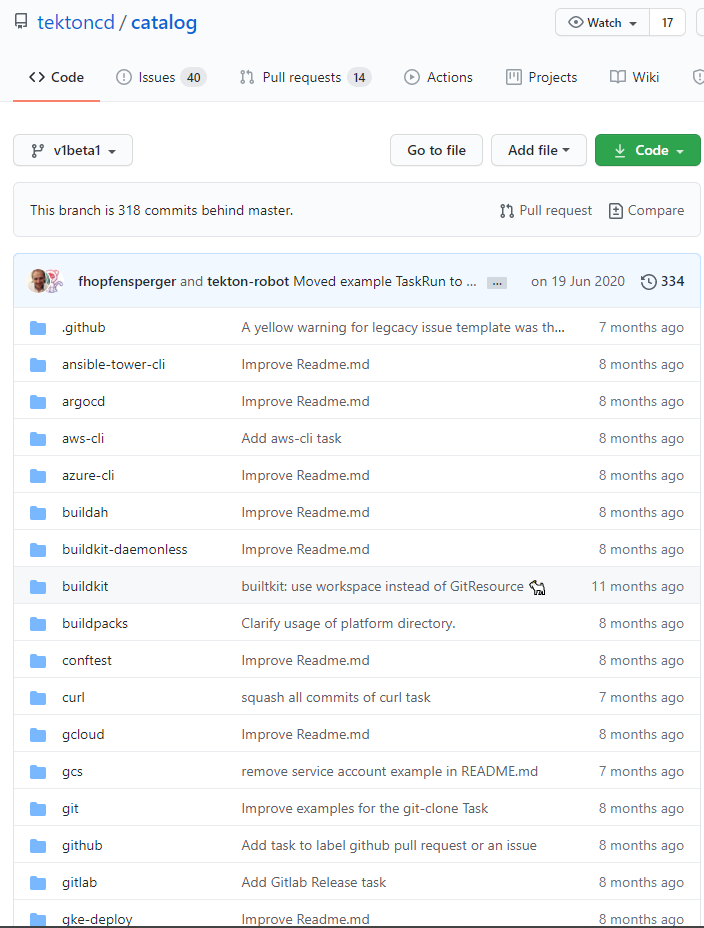 tektoncd / catalog
Watch 17
Code Issues 40 Pull requests 14 Actions Projects Wiki
v1beta1 Go to file Add file Code
This branch is 318 commits behind master. Pull request Compare
fhopfensperger and tekton-robot Moved example TaskRun to ... ... on 19 Jun 2020 334
.github A yellow warning for legcacy issue template was th... 7 months ago
ansible-tower-cli Improve Readme.md 8 months ago
argocd Improve Readme.md 8 months ago
aws-cli Add aws-cli task 8 months ago
azure-cli Improve Readme.md 8 months ago
buildah Improve Readme.md 8 months ago
buildkit-daemonless Improve Readme.md 8 months ago
buildkit builtkit: use workspace instead of GitResource 11 months ago
buildpacks Clarify usage of platform directory. 8 months ago
conftest Improve Readme.md 8 months ago
curl squash all commits of curl task 7 months ago
gcloud Improve Readme.md 8 months ago
gcs remove service account example in README.md 7 months ago
git Improve examples for the git-clone Task 8 months ago
github Add task to label github pull request or an issue 8 months ago
gitlab Add Gitlab Release task 8 months ago
gke-deploy Improve Readme.md 8 months ago